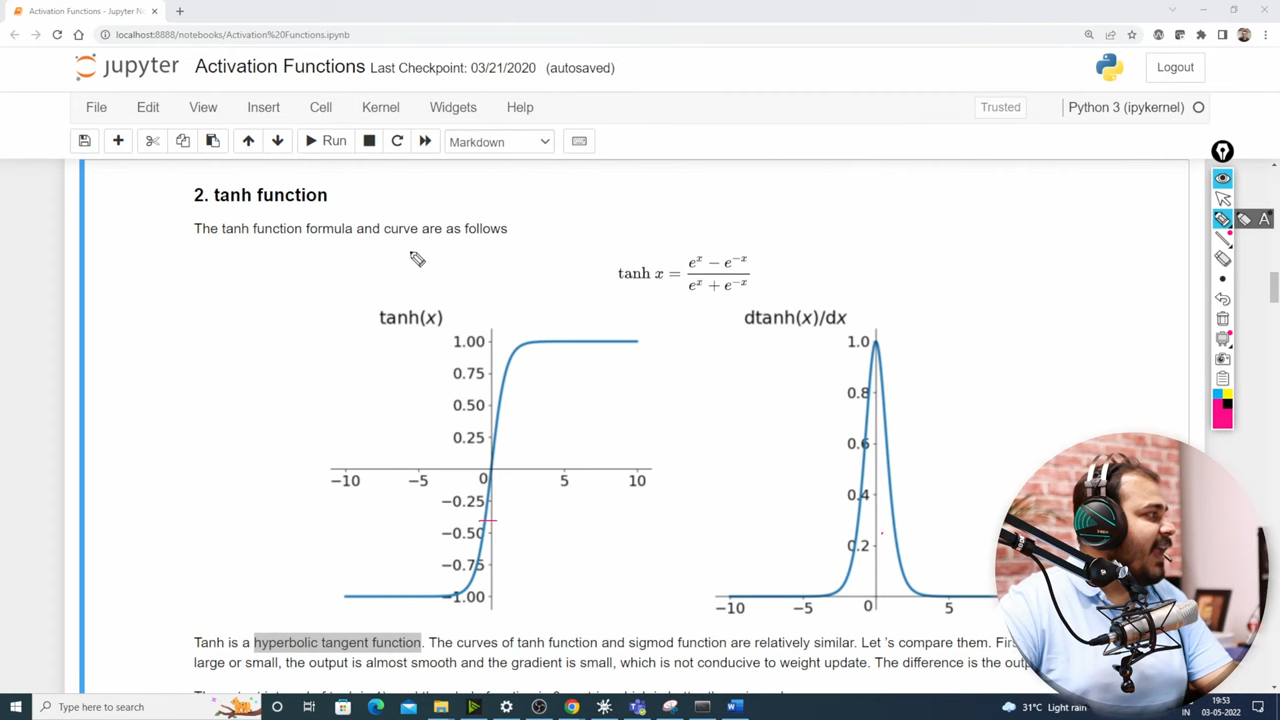 Activation Functions - Jupyter No
localhost:8888/notebooks/Activation%20Functions.ipynb
jupyter Activation Functions Last Checkpoint: 03/21/2020 (autosaved) Logout
File Edit View Insert Cell Kernel Widgets Help Trusted Python 3 (ipykernel)
Run Markdown
2. tanh function
The tanh function formula and curve are as follows
tanh x = (e^x − e^−x) / (e^x + e^−x)
tanh(x) dtanh(x)/dx
1.00
0.75
0.50
0.25
−10 −5 0 5 10
−0.25
−0.50
−0.75
−1.00
1.0
0.8
0.6
0.4
0.2
−10 −5 0 5
Tanh is a hyperbolic tangent function. The curves of tanh function and sigmod function are relatively similar. Let 's compare them.
large or small, the output is almost smooth and the gradient is small, which is not conducive to weight update. The difference is the
A
Type here to search
31°C Light rain ENG IN 19:53 03-05-2022